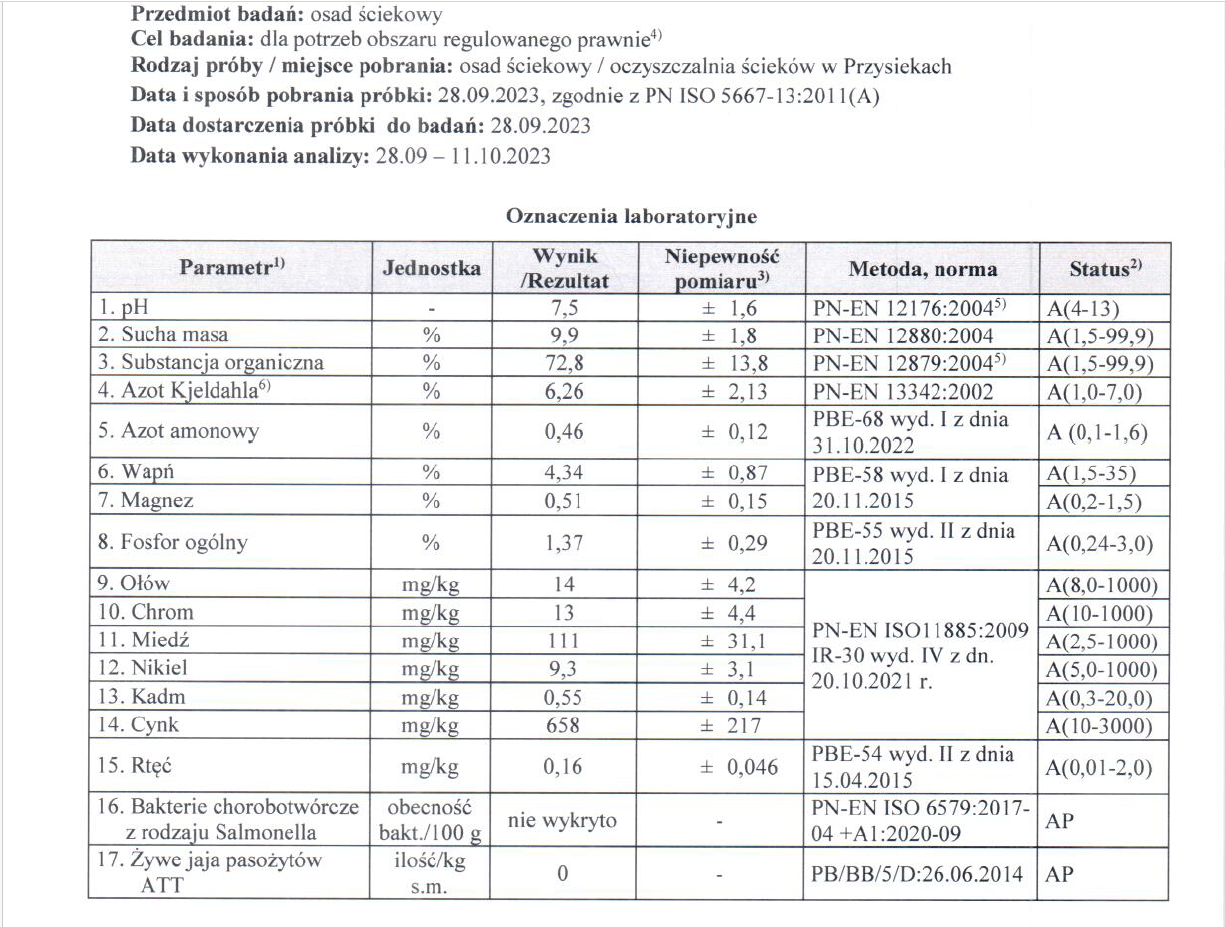 Przedmiot badań: osad ściekowy
Cel badania: dla potrzeb obszaru regulowanego prawnie4)
Rodzaj próby / miejsce pobrania: osad ściekowy / oczyszczalnia ścieków w Przysiekach
Data i sposób pobrania próbki: 28.09.2023, zgodnie z PN ISO 5667-13:2011(A)
Data dostarczenia próbki do badań: 28.09.2023
Data wykonania analizy: 28.09 – 11.10.2023
Oznaczenia laboratoryjne
Parametr1) Jednostka Wynik /Rezultat Niepewność pomiaru3) Metoda, norma Status2)
1. pH - 7,5 ± 1,6 PN-EN 12176:20045) A(4-13)
2. Sucha masa % 9,9 ± 1,8 PN-EN 12880:2004 A(1,5-99,9)
3. Substancja organiczna % 72,8 ± 13,8 PN-EN 12879:20045) A(1,5-99,9)
4. Azot Kjeldahla6) % 6,26 ± 2,13 PN-EN 13342:2002 A(1,0-7,0)
5. Azot amonowy % 0,46 ± 0,12 PBE-68 wyd. I z dnia 31.10.2022 A (0,1-1,6)
6. Wapń % 4,34 ± 0,87 PBE-58 wyd. I z dnia 20.11.2015 A(1,5-35)
7. Magnez % 0,51 ± 0,15 A(0,2-1,5)
8. Fosfor ogólny % 1,37 ± 0,29 PBE-55 wyd. II z dnia 20.11.2015 A(0,24-3,0)
9. Ołów mg/kg 14 ± 4,2 PN-EN ISO11885:2009 IR-30 wyd. IV z dn. 20.10.2021 r. A(8,0-1000)
10. Chrom mg/kg 13 ± 4,4 A(10-1000)
11. Miedź mg/kg 111 ± 31,1 A(2,5-1000)
12. Nikiel mg/kg 9,3 ± 3,1 A(5,0-1000)
13. Kadm mg/kg 0,55 ± 0,14 A(0,3-20,0)
14. Cynk mg/kg 658 ± 217 A(10-3000)
15. Rtęć mg/kg 0,16 ± 0,046 PBE-54 wyd. II z dnia 15.04.2015 A(0,01-2,0)
16. Bakterie chorobotwórcze z rodzaju Salmonella obecność bakt./100 g nie wykryto - PN-EN ISO 6579:2017-04 +A1:2020-09 AP
17. Żywe jaja pasożytów ATT ilość/kg s.m. 0 - PB/BB/5/D:26.06.2014 AP